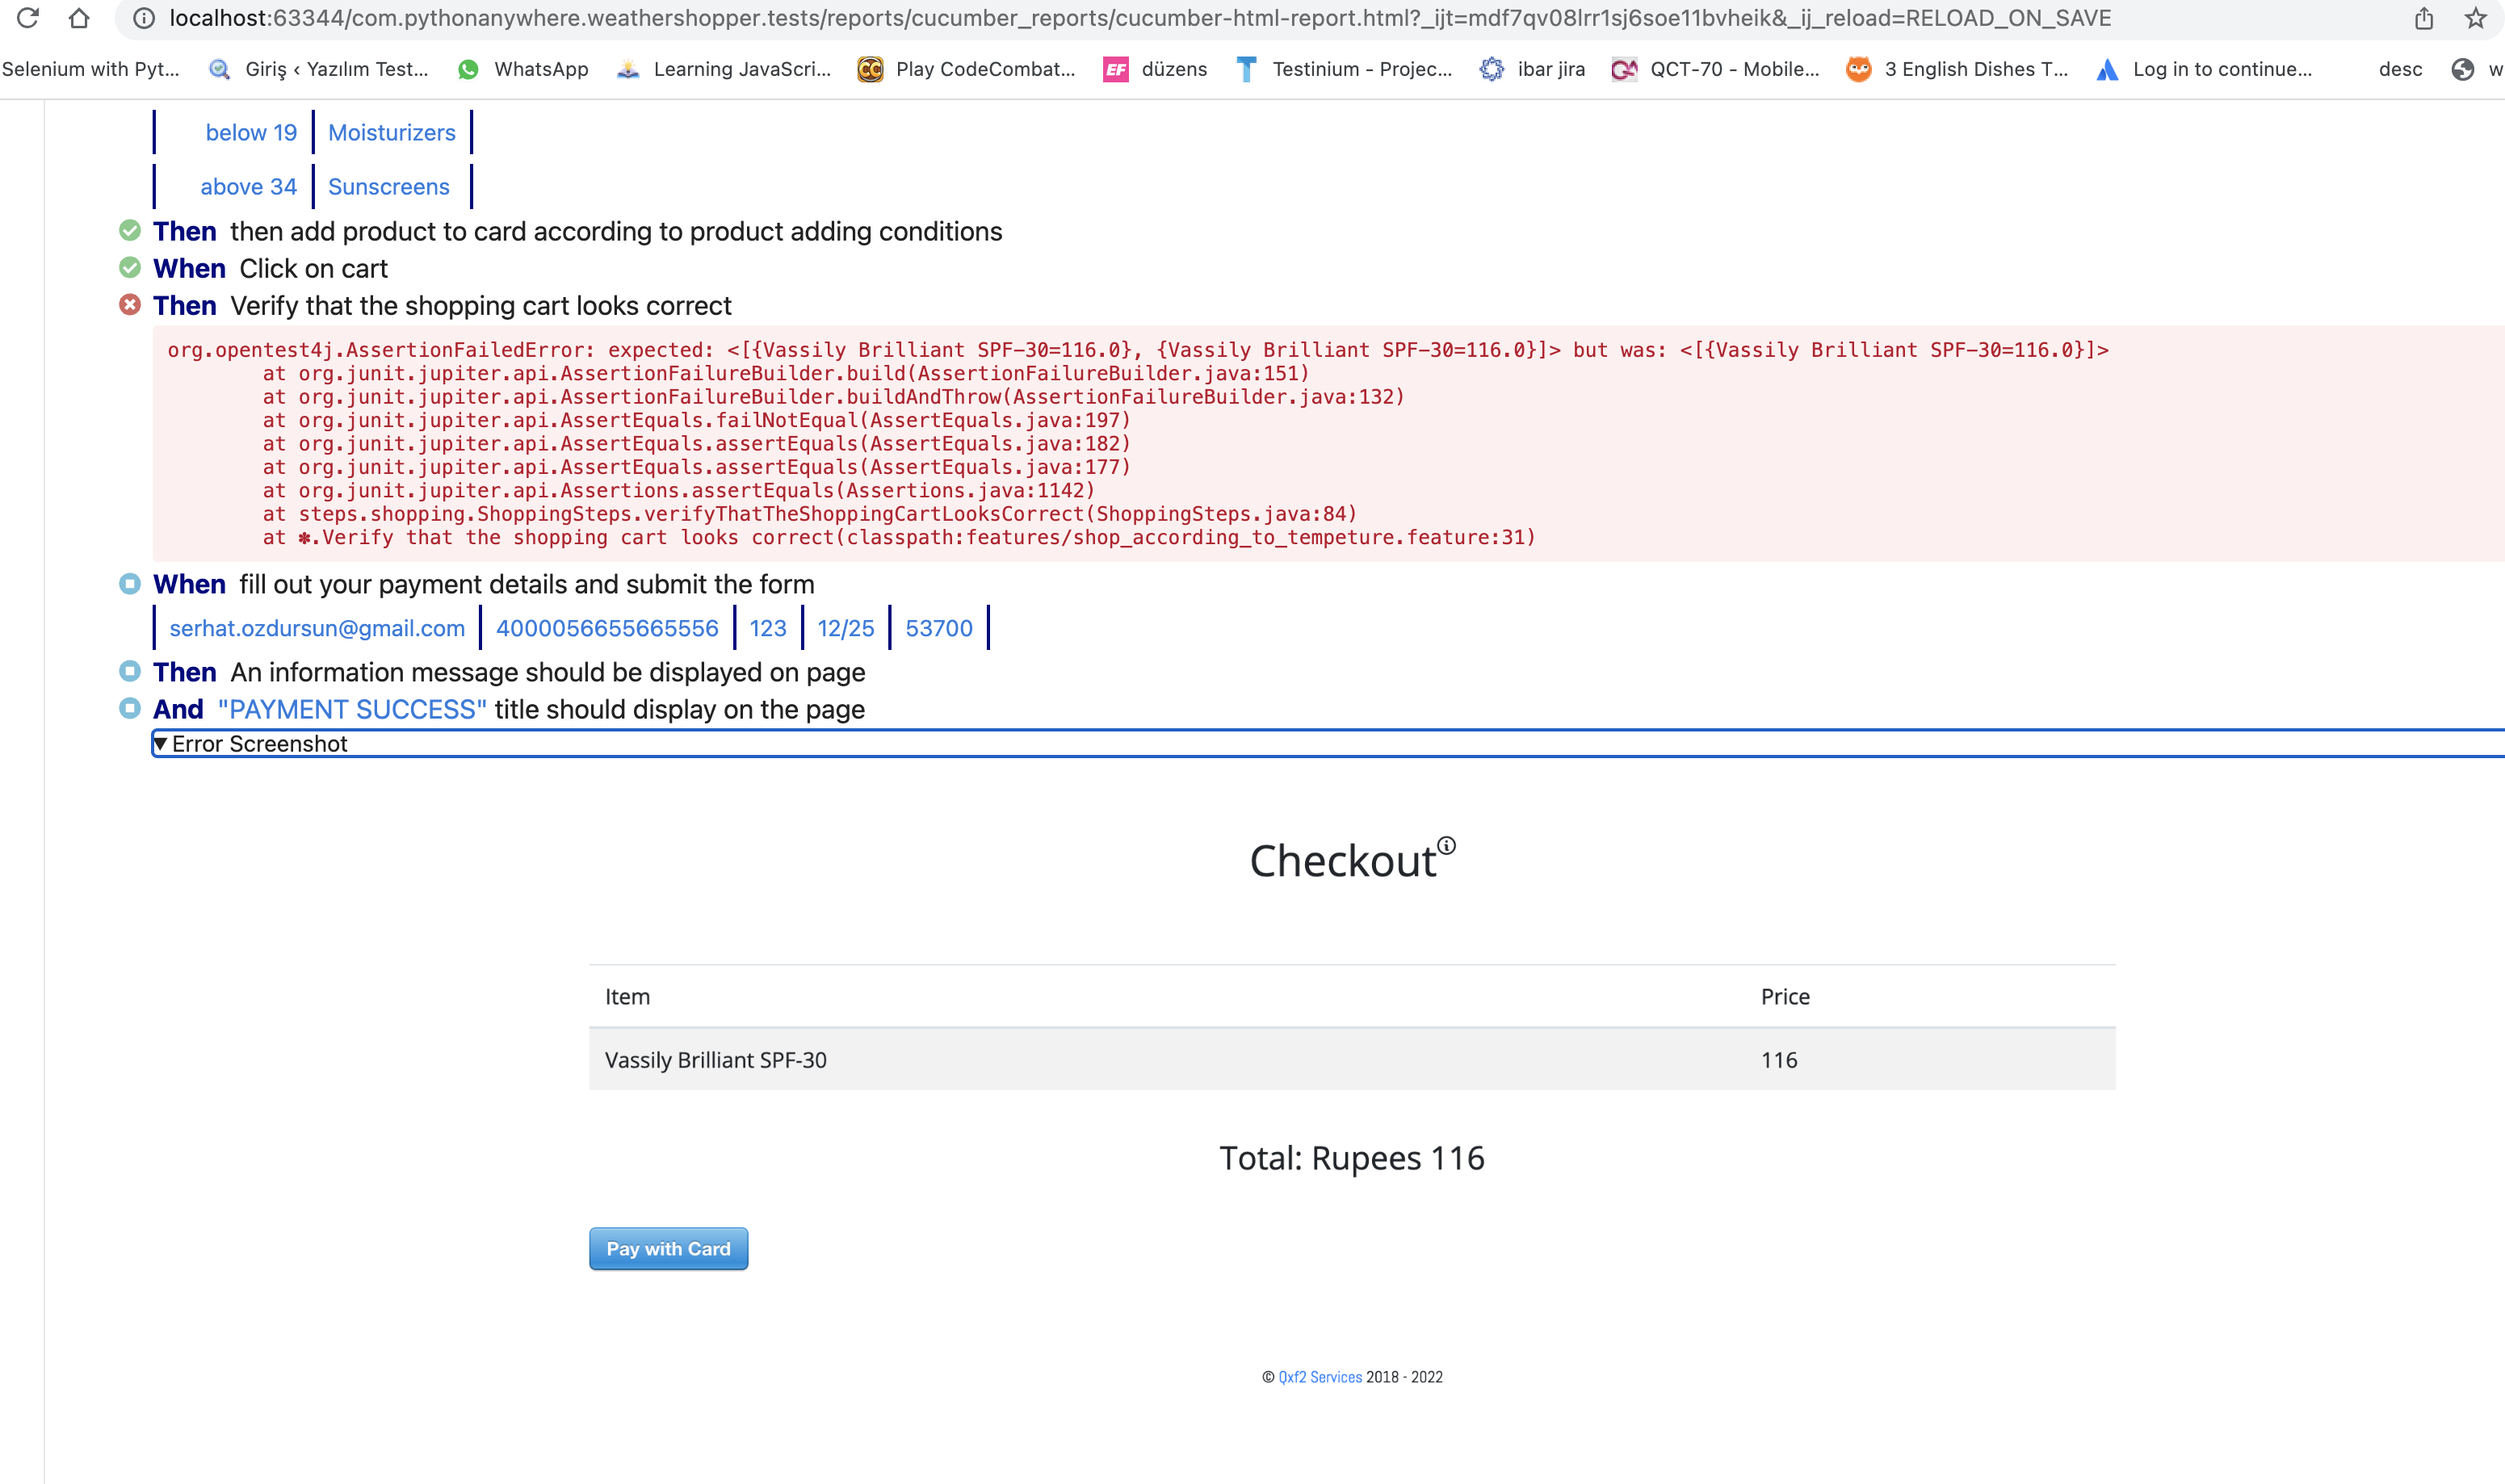 localhost:63344/com.pythonanywhere.weathershopper.tests/reports/cucumber_reports/cucumber-html-report.html?_ijt=mdf7qv08lrr1sj6soe11bvheik&_ij_reload=RELOAD_ON_SAVE
Selenium with Pyt... Giriş ‹ Yazılım Test... WhatsApp Learning JavaScri... Play CodeCombat... EF düzens Testinium - Projec... ibar jira QCT-70 - Mobile... 3 English Dishes T... Log in to continue... desc w
below 19 Moisturizers
above 34 Sunscreens
Then then add product to card according to product adding conditions
When Click on cart
Then Verify that the shopping cart looks correct
org.opentest4j.AssertionFailedError: expected: <[{Vassily Brilliant SPF-30=116.0}, {Vassily Brilliant SPF-30=116.0}]> but was: <[{Vassily Brilliant SPF-30=116.0}]>
at org.junit.jupiter.api.AssertionFailureBuilder.build(AssertionFailureBuilder.java:151)
at org.junit.jupiter.api.AssertionFailureBuilder.buildAndThrow(AssertionFailureBuilder.java:132)
at org.junit.jupiter.api.AssertEquals.failNotEqual(AssertEquals.java:197)
at org.junit.jupiter.api.AssertEquals.assertEquals(AssertEquals.java:182)
at org.junit.jupiter.api.AssertEquals.assertEquals(AssertEquals.java:177)
at org.junit.jupiter.api.Assertions.assertEquals(Assertions.java:1142)
at steps.shopping.ShoppingSteps.verifyThatTheShoppingCartLooksCorrect(ShoppingSteps.java:84)
at ✽.Verify that the shopping cart looks correct(classpath:features/shop_according_to_tempeture.feature:31)
When fill out your payment details and submit the form
serhat.ozdursun@gmail.com 4000056655665556 123 12/25 53700
Then An information message should be displayed on page
And "PAYMENT SUCCESS" title should display on the page
Error Screenshot
Checkout
Item Price
Vassily Brilliant SPF-30 116
Total: Rupees 116
Pay with Card
© Qxf2 Services 2018 - 2022